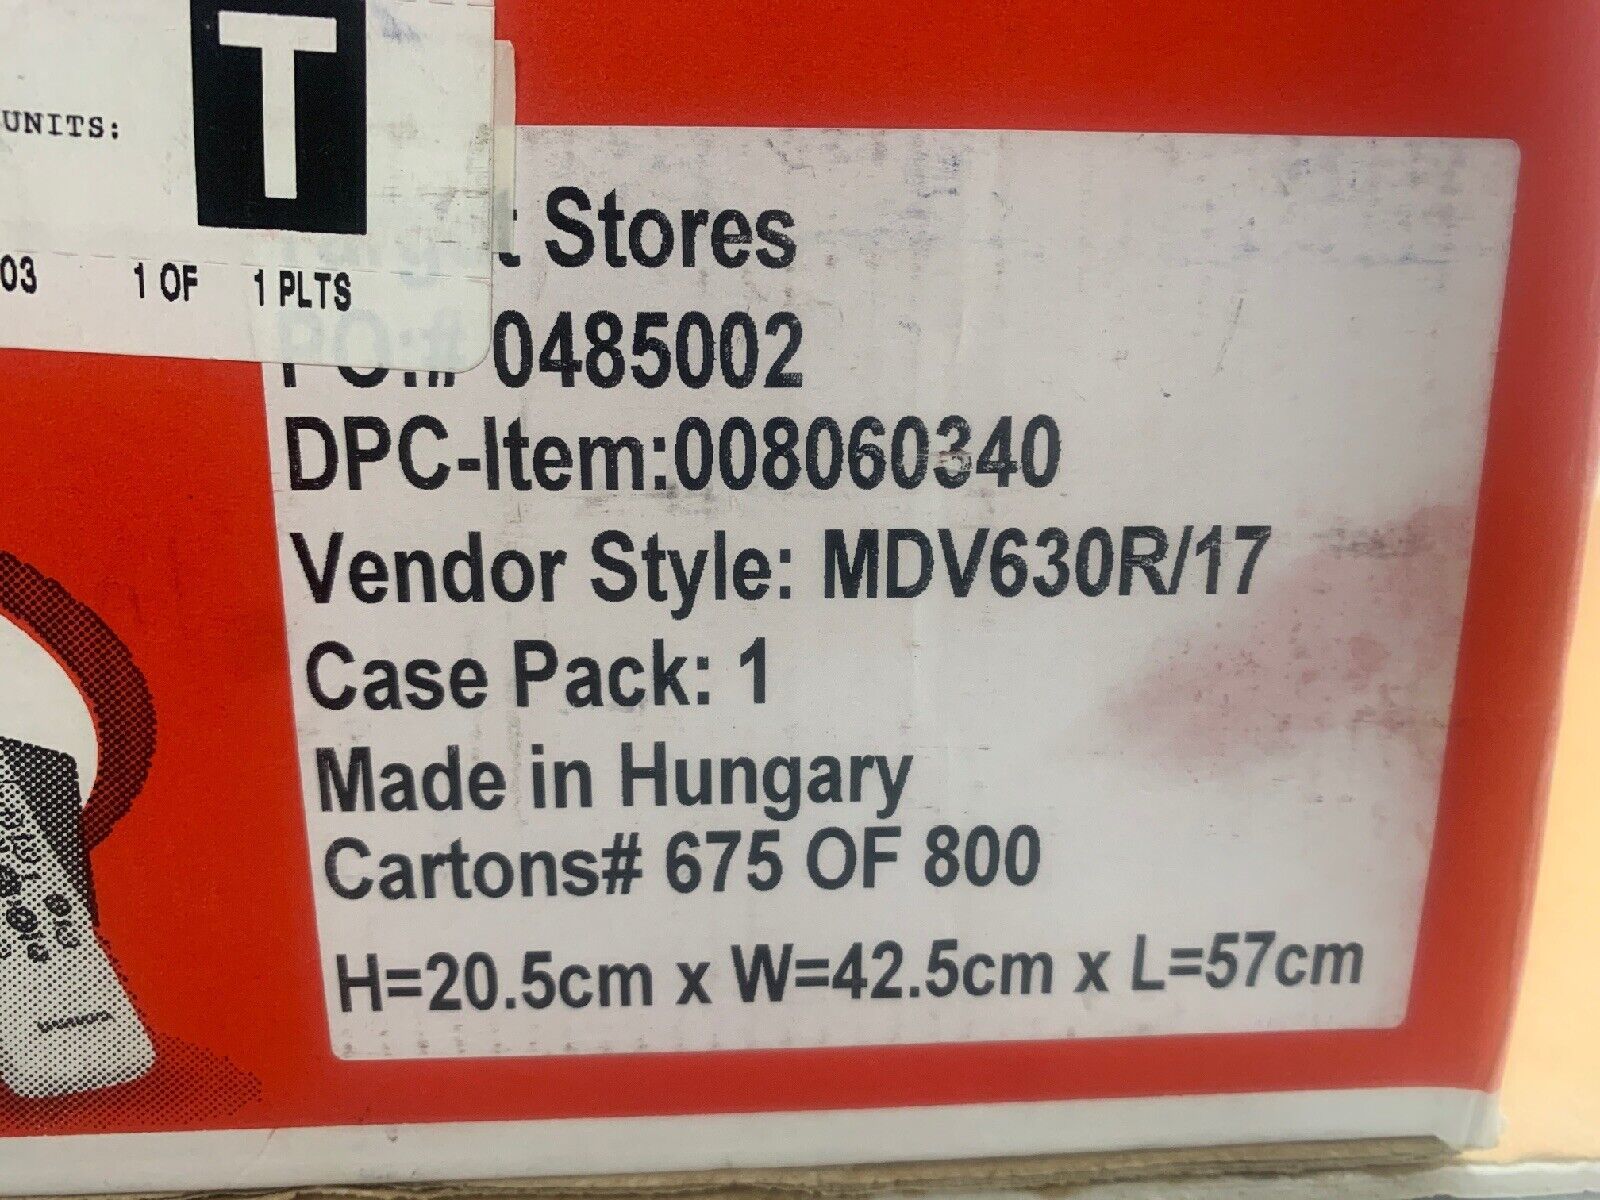 T
UNITS:
03 1 OF 1 PLTS
Stores
PO:# 0485002
DPC-Item:008060340
Vendor Style: MDV630R/17
Case Pack: 1
Made in Hungary
Cartons# 675 OF 800
H=20.5cm x W=42.5cm x L=57cm